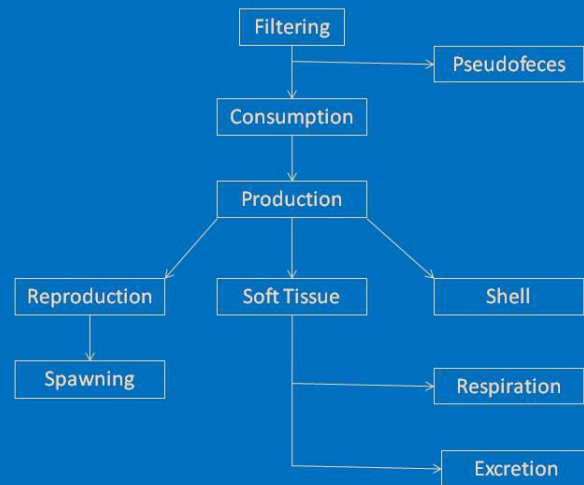 Filtering
Pseudofeces
Consumption
Production
Reproduction
Soft Tissue
Shell
Spawning
Respiration
Excretion